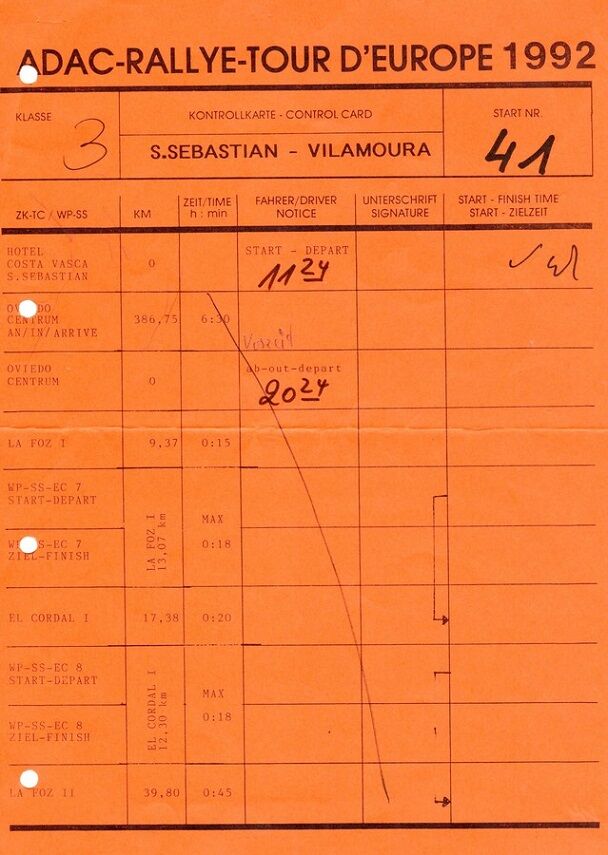 ADAC-RALLYE-TOUR D'EUROPE 1992
KLASSE
3
KONTROLLKARTE - CONTROL CARD
S.SEBASTIAN - VILAMOURA
START NR.
41
ZK-TC / WP-SS
KM
ZEIT/TIME
h : min
FAHRER/DRIVER
NOTICE
UNTERSCHRIFT
SIGNATURE
START - FINISH TIME
START - ZIELZEIT
HOTEL
COSTA VASCA
S.SEBASTIAN
0
START - DEPART
11 24
OVIEDO
CENTRUM
AN/IN/ARRIVE
386,75
6:30
OVIEDO
CENTRUM
0
ab-out-depart
20 24
LA FOZ I
9,37
0:15
WP-SS-EC 7
START-DEPART
WP-SS-EC 7
ZIEL-FINISH
LA FOZ I
13,07 km
MAX
0:18
EL CORDAL I
17,38
0:20
WP-SS-EC 8
START-DEPART
WP-SS-EC 8
ZIEL-FINISH
EL CORDAL I
12,30 km
MAX
0:18
LA FOZ II
39,80
0:45